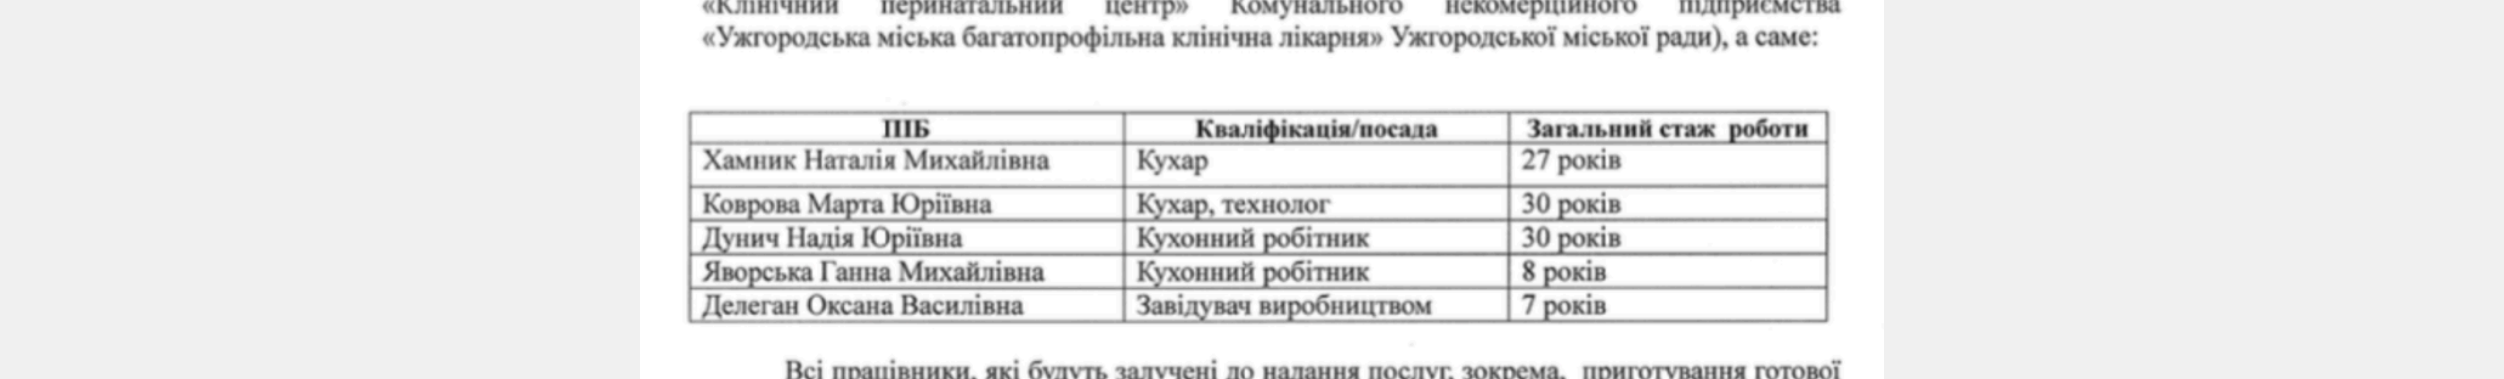 «Клінічний перинатальний центр» Комунального некомерційного підприємства
«Ужгородська міська багатопрофільна клінічна лікарня» Ужгородської міської ради), а саме:
ПІБ Кваліфікація/посада Загальний стаж роботи
Хамник Наталія Михайлівна Кухар 27 років
Коврова Марта Юріївна Кухар, технолог 30 років
Дунич Надія Юріївна Кухонний робітник 30 років
Яворська Ганна Михайлівна Кухонний робітник 8 років
Делеган Оксана Василівна Завідувач виробництвом 7 років
Всі працівники, які будуть залучені до надання послуг, зокрема, приготування готової